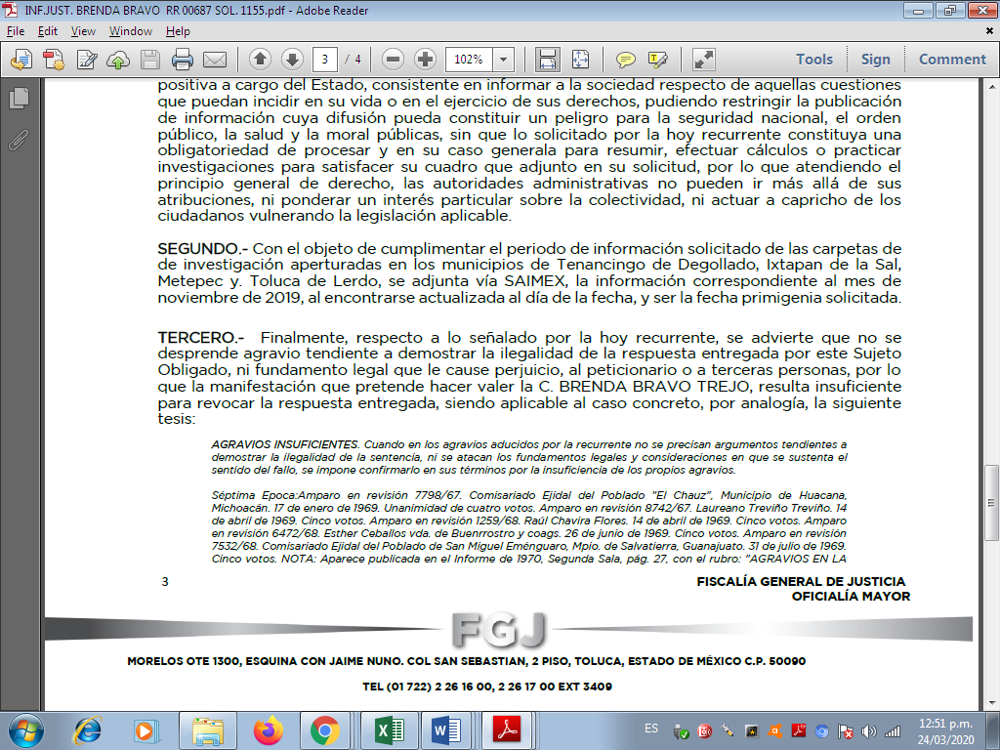 INFJUST. BRENDA BRAVO  RR 00687 SOL. 1155.pdf - Adobe Reader
File Edit View Window Help
3 / 4 102% Tools Sign Comment
positiva a cargo del Estado, consistente en informar a la sociedad respecto de aquellas cuestiones
que puedan incidir en su vida o en el ejercicio de sus derechos, pudiendo restringir la publicación
de información cuya difusión pueda constituir un peligro para la seguridad nacional, el orden
público, la salud y la moral públicas, sin que lo solicitado por la hoy recurrente constituya una
obligatoriedad de procesar y en su caso generala para resumir, efectuar cálculos o practicar
investigaciones para satisfacer su cuadro que adjunto en su solicitud, por lo que atendiendo el
principio general de derecho, las autoridades administrativas no pueden ir más allá de sus
atribuciones, ni ponderar un interés particular sobre la colectividad, ni actuar a capricho de los
ciudadanos vulnerando la legislación aplicable.
SEGUNDO.- Con el objeto de cumplimentar el periodo de información solicitado de las carpetas de
de investigación aperturadas en los municipios de Tenancingo de Degollado, Ixtapan de la Sal,
Metepec y. Toluca de Lerdo, se adjunta vía SAIMEX, la información correspondiente al mes de
noviembre de 2019, al encontrarse actualizada al día de la fecha, y ser la fecha primigenia solicitada.
TERCERO.- Finalmente, respecto a lo señalado por la hoy recurrente, se advierte que no se
desprende agravio tendiente a demostrar la ilegalidad de la respuesta entregada por este Sujeto
Obligado, ni fundamento legal que le cause perjuicio, al peticionario o a terceras personas, por lo
que la manifestación que pretende hacer valer la C. BRENDA BRAVO TREJO, resulta insuficiente
para revocar la respuesta entregada, siendo aplicable al caso concreto, por analogía, la siguiente
tesis:
AGRAVIOS INSUFICIENTES. Cuando en los agravios aducidos por la recurrente no se precisan argumentos tendientes a
demostrar la ilegalidad de la sentencia, ni se atacan los fundamentos legales y consideraciones en que se sustenta el
sentido del fallo, se impone confirmarlo en sus términos por la insuficiencia de los propios agravios.
Séptima Epoca:Amparo en revisión 7798/67. Comisariado Ejidal del Poblado "El Chauz", Municipio de Huacana,
Michoacán. 17 de enero de 1969. Unanimidad de cuatro votos. Amparo en revisión 8742/67. Laureano Treviño Treviño. 14
de abril de 1969. Cinco votos. Amparo en revisión 1259/68. Raúl Chavira Flores. 14 de abril de 1969. Cinco votos. Amparo
en revisión 6472/68. Esther Ceballos vda. de Buenrrostro y coags. 26 de junio de 1969. Cinco votos. Amparo en revisión
7532/68. Comisariado Ejidal del Poblado de San Miguel Eménguaro, Mpio. de Salvatierra, Guanajuato. 31 de julio de 1969.
Cinco votos. NOTA: Aparece publicada en el Informe de 1970, Segunda Sala, pág. 27, con el rubro: "AGRAVIOS EN LA
3 FISCALÍA GENERAL DE JUSTICIA
OFICIALÍA MAYOR
FGJ
MORELOS OTE 1300, ESQUINA CON JAIME NUNO. COL SAN SEBASTIAN, 2 PISO, TOLUCA, ESTADO DE MÉXICO C.P. 50090
TEL (01 722) 2 26 16 00, 2 26 17 00 EXT 3409
ES 12:51 p.m.
24/03/2020